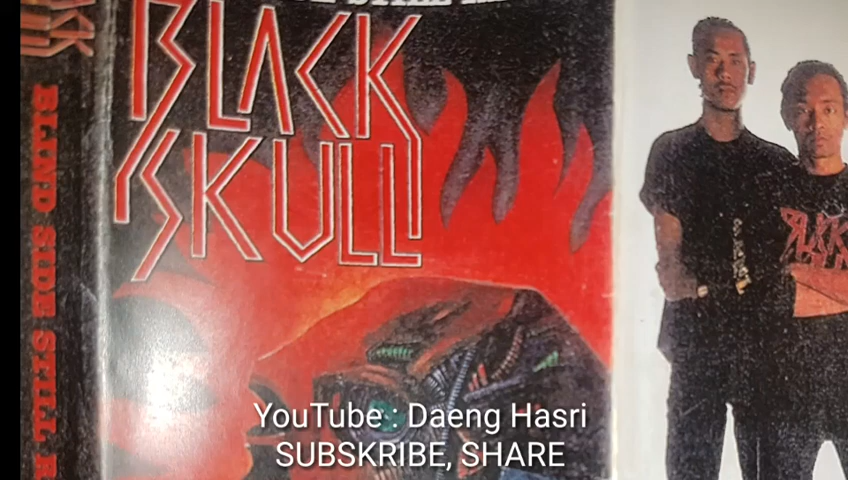 BLACK
SKULL
BLIND SIDE STILL
YouTube : Daeng Hasri
SUBSKRIBE, SHARE